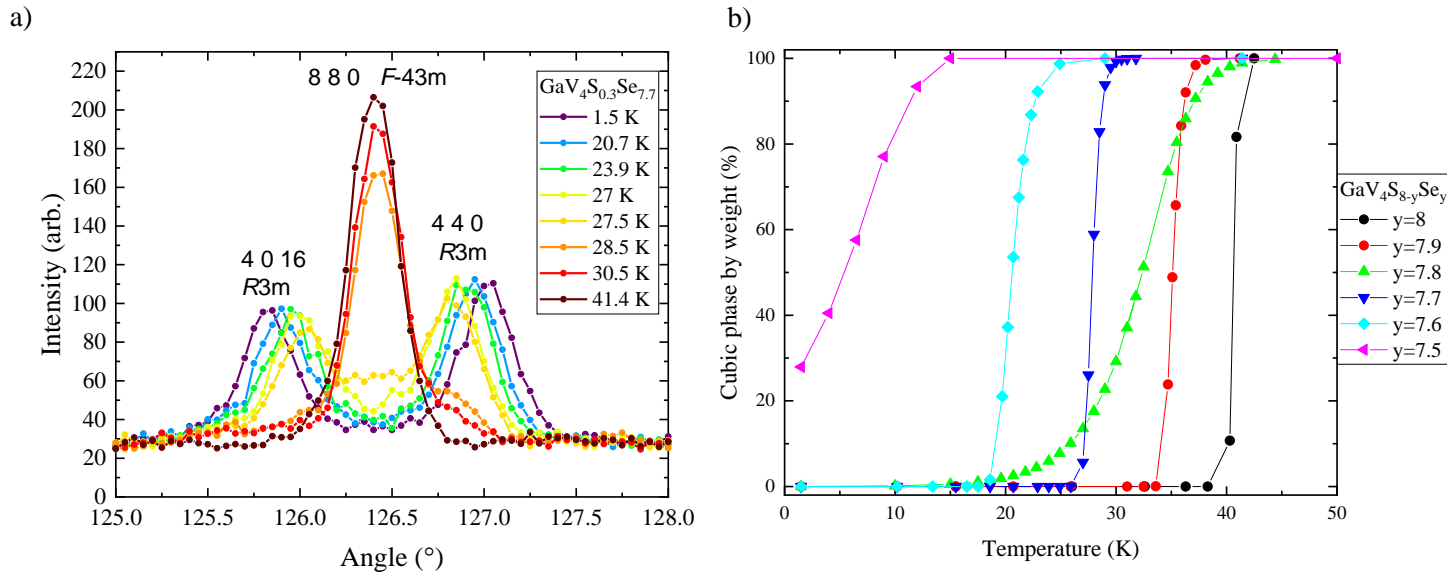 a)
220
200
180
160
140
120
100
80
60
40
20
0
Intensity (arb.)
125.0 125.5 126.0 126.5 127.0 127.5 128.0
Angle (°)
8 8 0 F-43m
4 0 16
R3m
4 4 0
R3m
GaV₄S₀.₃Se₇.₇
1.5 K
20.7 K
23.9 K
27 K
27.5 K
28.5 K
30.5 K
41.4 K
b)
100
80
60
40
20
0
Cubic phase by weight (%)
0 10 20 30 40 50
Temperature (K)
GaV₄S₈₋ySey
y=8
y=7.9
y=7.8
y=7.7
y=7.6
y=7.5